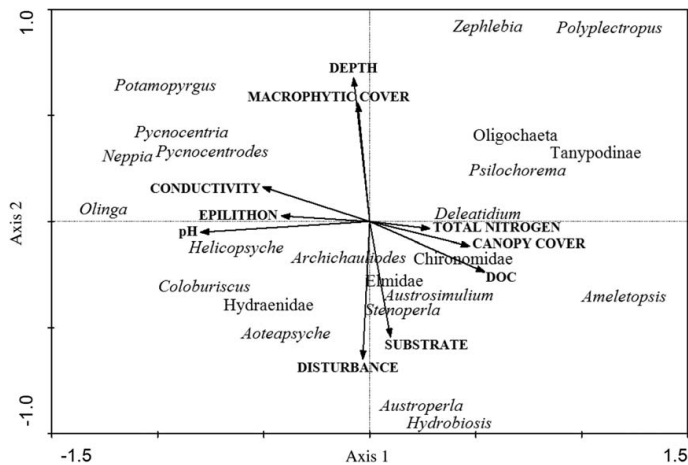 1.0
Zephlebia Polyplectropus
DEPTH
Potamopyrgus
MACROPHYTIC COVER
Pycnocentria
Oligochaeta
Neppia Pycnocentrodes
Tanypodinae
Psilochorema
CONDUCTIVITY
Axis 2
Olinga
EPILITHON
Deleatidium
pH
TOTAL NITROGEN
Helicopsyche
CANOPY COVER
Archichauliodes
Chironomidae
DOC
Elmidae
Coloburiscus
Austrosimulium
Ameletopsis
Hydraenidae
Stenoperla
Aoteapsyche
SUBSTRATE
DISTURBANCE
Austroperla
-1.0
Hydrobiosis
-1.5
Axis 1
1.5